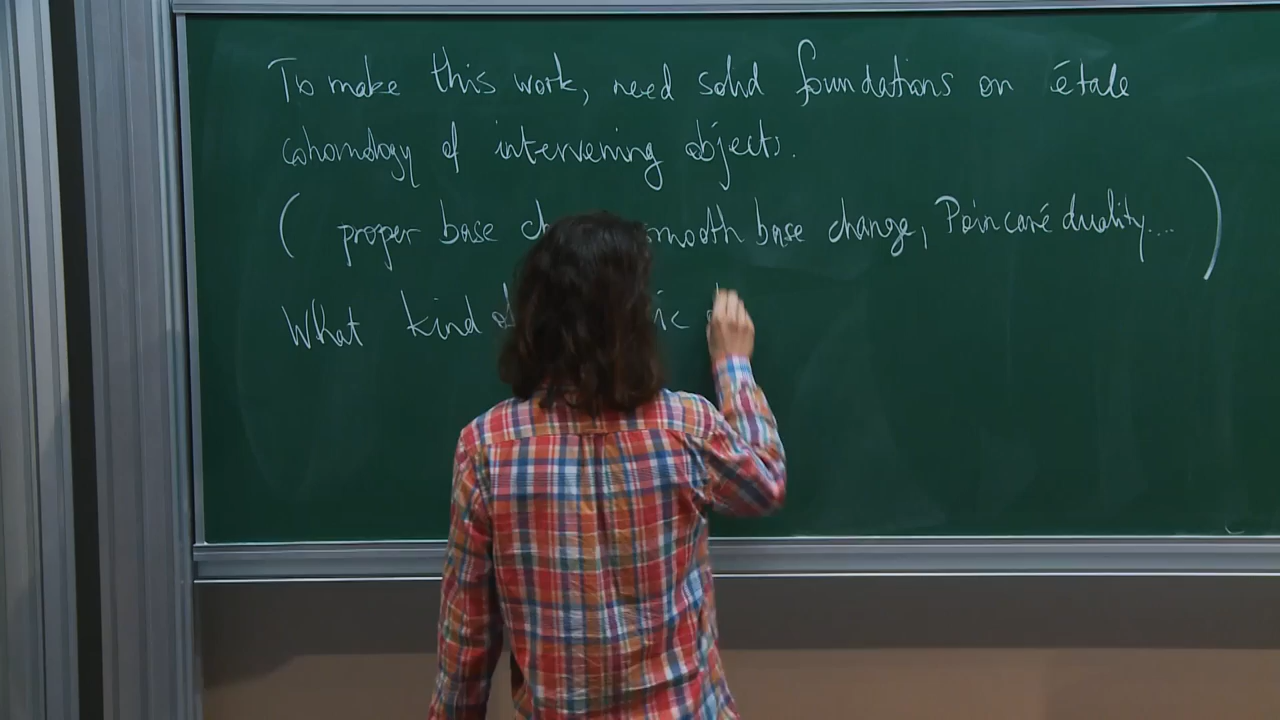 To make this work, need solid foundations on étale
cohomology of intervening objects.
( proper base smooth base change, Poincaré duality.... )
What kind of